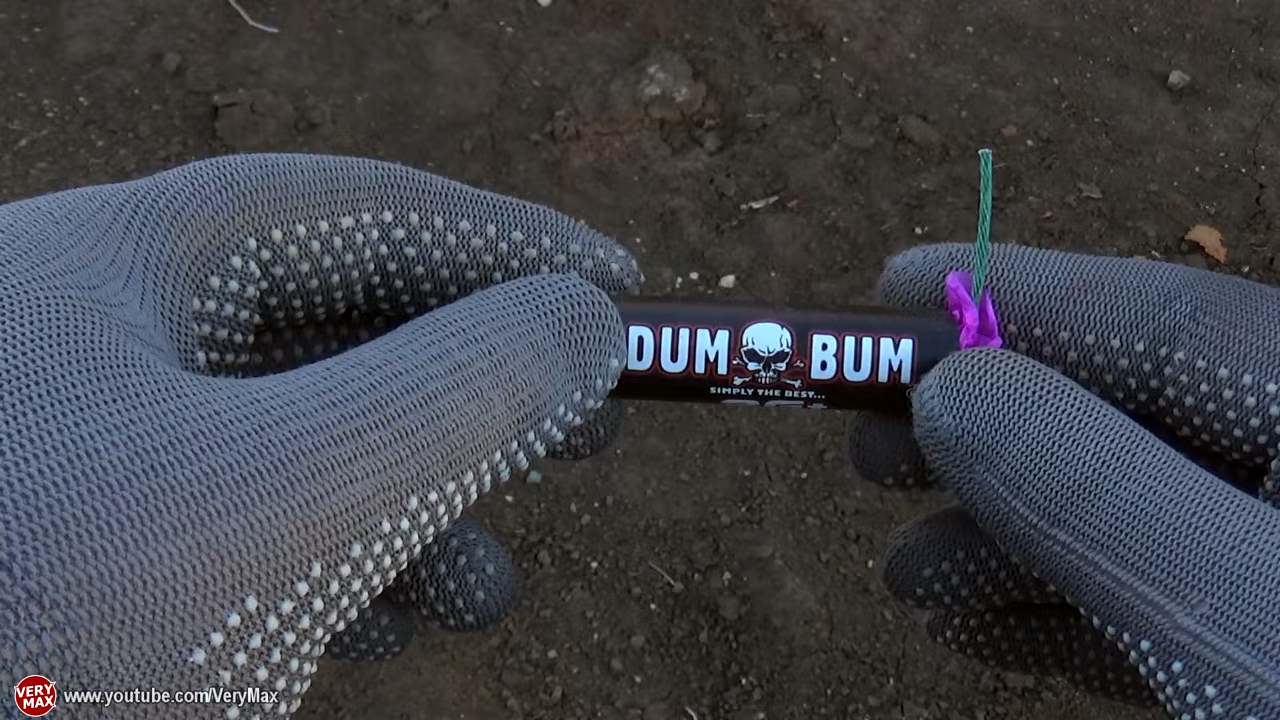 DUM BUM
SIMPLY THE BEST...
VERY
MAX
www.youtube.com/VeryMax